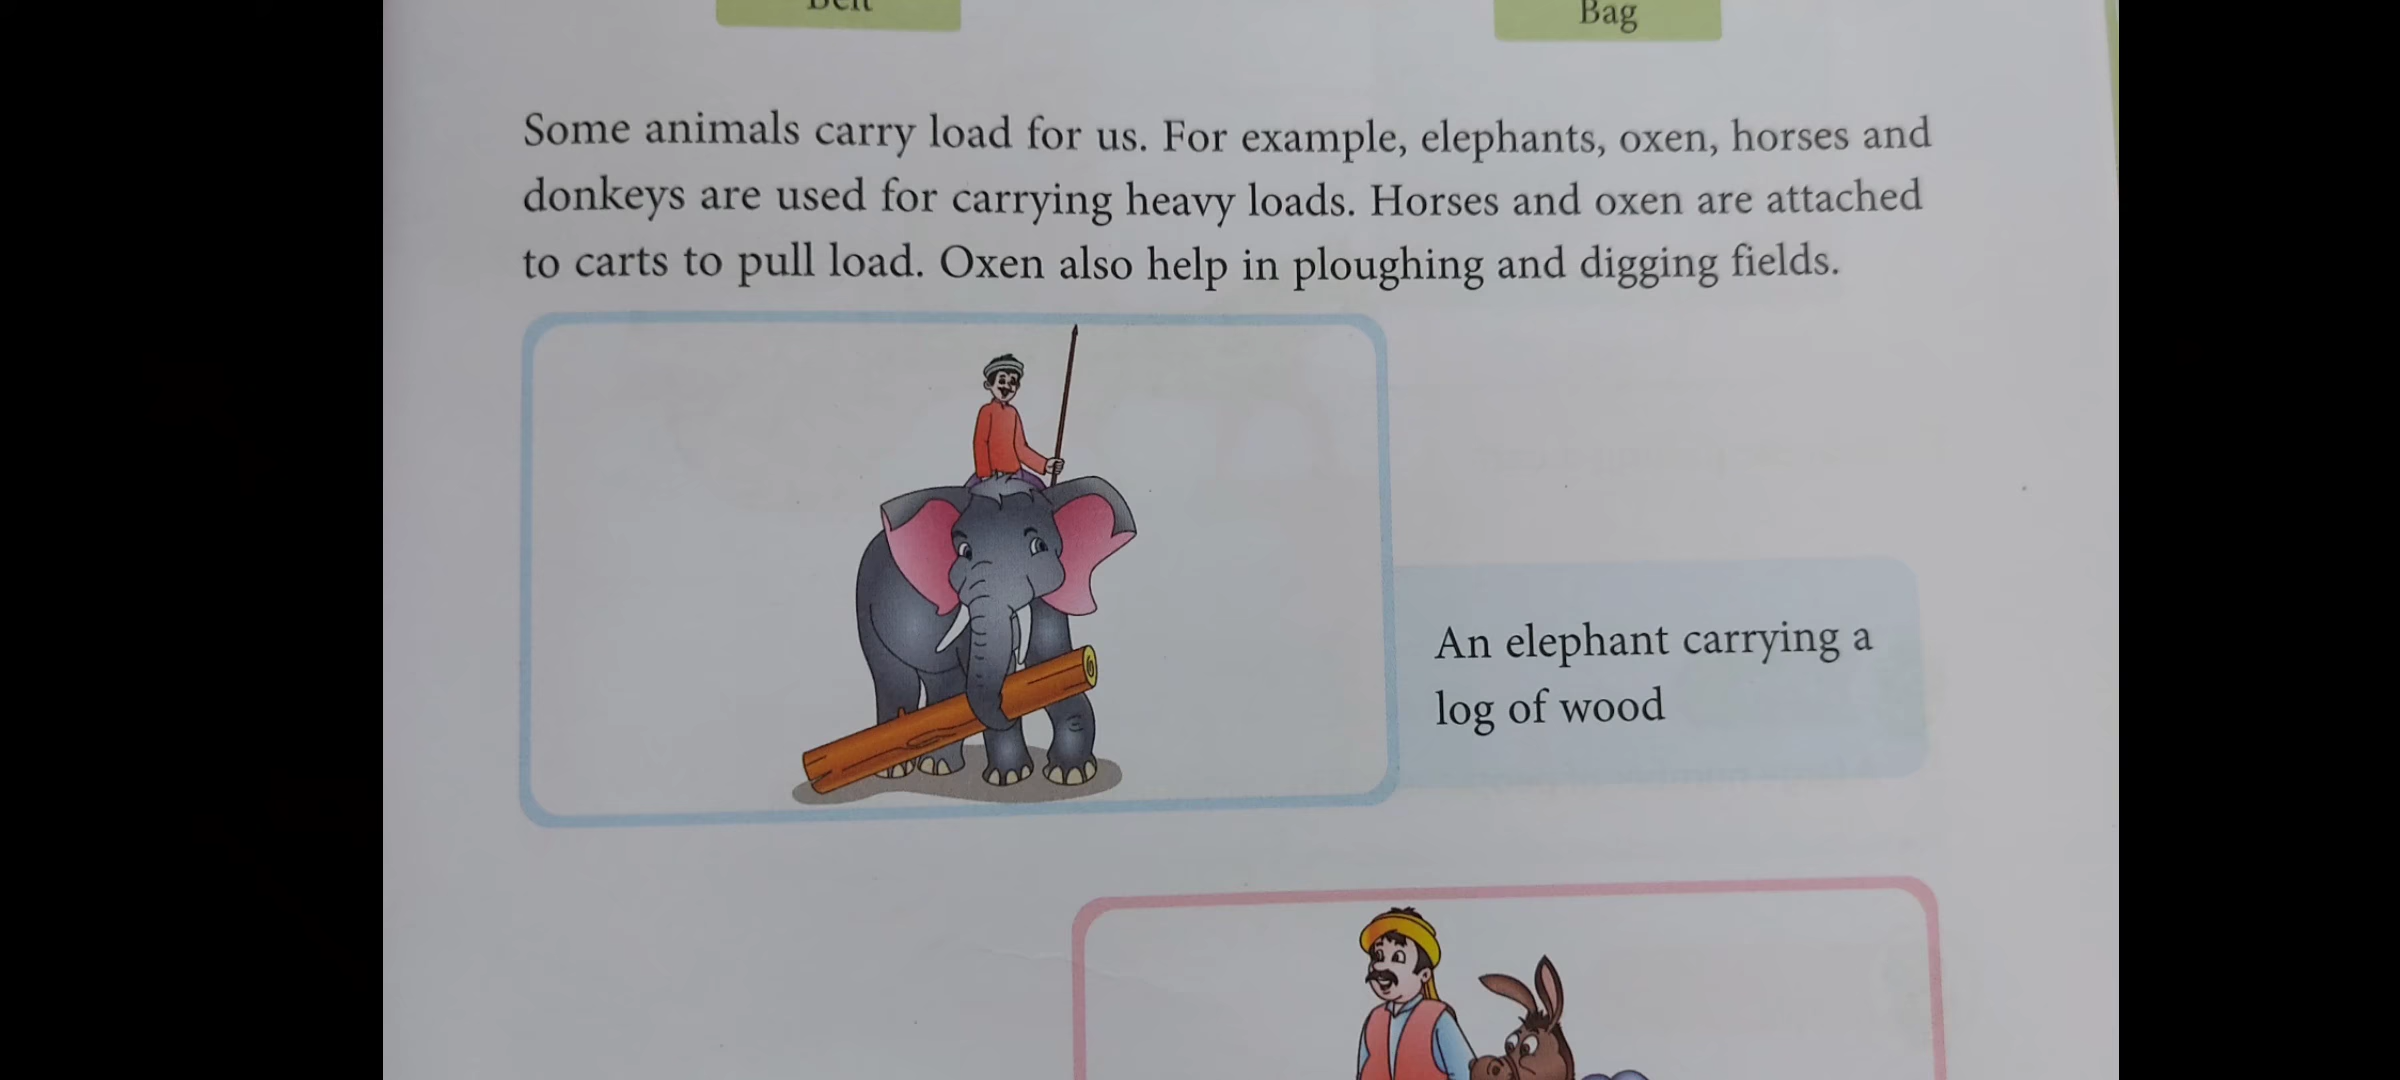 Belt
Bag
Some animals carry load for us. For example, elephants, oxen, horses and
donkeys are used for carrying heavy loads. Horses and oxen are attached
to carts to pull load. Oxen also help in ploughing and digging fields.
An elephant carrying a
log of wood